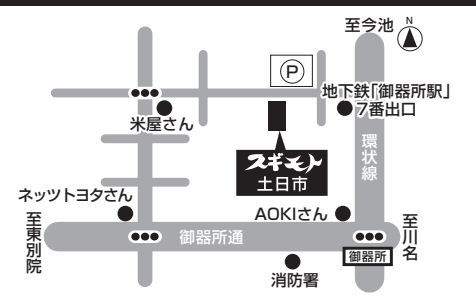 至今池
N
P
地下鉄「御器所駅」
7番出口
米屋さん
環状線
スギモト
土日市
ネッツトヨタさん
AOKIさん
至東別院
御器所通
至川名
御器所
消防署